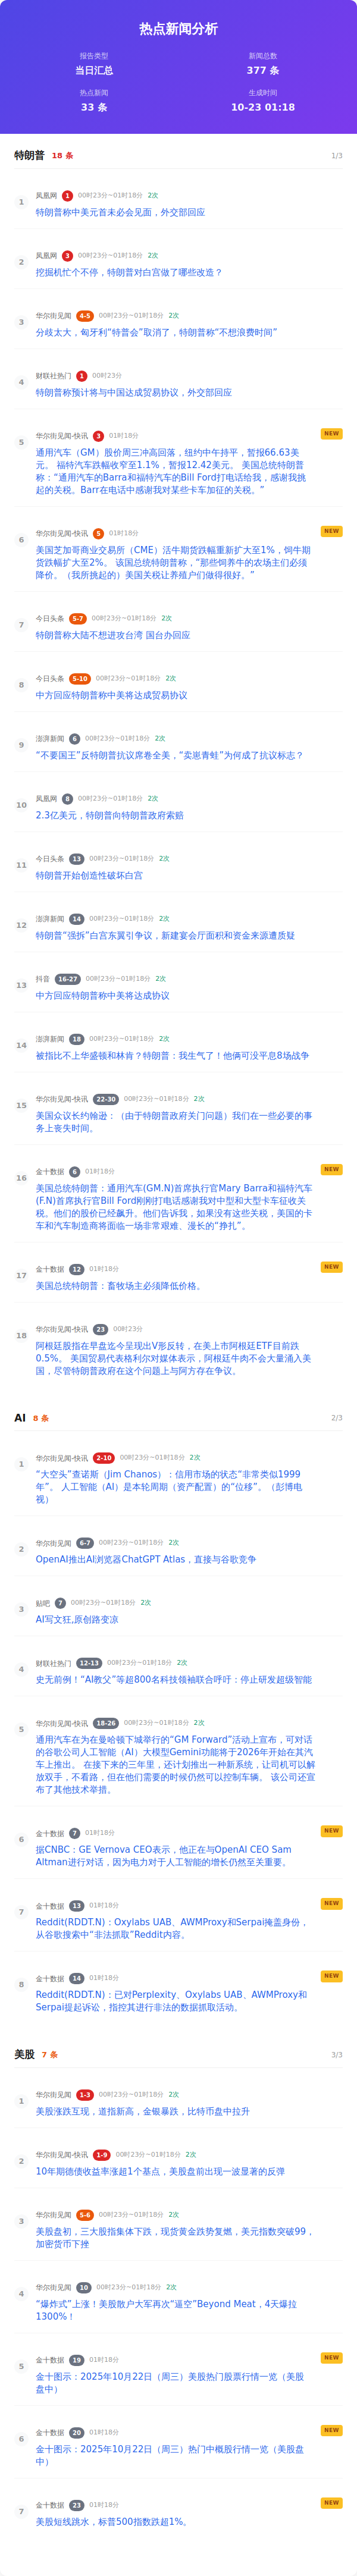 热点新闻分析
报告类型
当日汇总
新闻总数
377 条
热点新闻
33 条
生成时间
10-23 01:18
特朗普 18 条 1/3
1
凤凰网 1 00时23分~01时18分 2次
特朗普称中美元首未必会见面，外交部回应
2
凤凰网 3 00时23分~01时18分 2次
挖掘机忙个不停，特朗普对白宫做了哪些改造？
3
华尔街见闻 4-5 00时23分~01时18分 2次
分歧太大，匈牙利“特普会”取消了，特朗普称“不想浪费时间”
4
财联社热门 1 00时23分
特朗普称预计将与中国达成贸易协议，外交部回应
5
华尔街见闻-快讯 3 01时18分 NEW
通用汽车（GM）股价周三冲高回落，纽约中午持平，暂报66.63美
元。 福特汽车跌幅收窄至1.1%，暂报12.42美元。 美国总统特朗普
称：“通用汽车的Barra和福特汽车的Bill Ford打电话给我，感谢我挑
起的关税。Barr在电话中感谢我对某些卡车加征的关税。”
6
华尔街见闻-快讯 5 01时18分 NEW
美国芝加哥商业交易所（CME）活牛期货跌幅重新扩大至1%，饲牛期
货跌幅扩大至2%。 该国总统特朗普称，“那些饲养牛的农场主们必须
降价。（我所挑起的）美国关税让养殖户们做得很好。”
7
今日头条 5-7 00时23分~01时18分 2次
特朗普称大陆不想进攻台湾 国台办回应
8
今日头条 5-10 00时23分~01时18分 2次
中方回应特朗普称中美将达成贸易协议
9
澎湃新闻 6 00时23分~01时18分 2次
“不要国王”反特朗普抗议席卷全美，“卖崽青蛙”为何成了抗议标志？
10
凤凰网 8 00时23分~01时18分 2次
2.3亿美元，特朗普向特朗普政府索赔
11
今日头条 13 00时23分~01时18分 2次
特朗普开始创造性破坏白宫
12
澎湃新闻 14 00时23分~01时18分 2次
特朗普“强拆”白宫东翼引争议，新建宴会厅面积和资金来源遭质疑
13
抖音 16-27 00时23分~01时18分 2次
中方回应特朗普称中美将达成协议
14
澎湃新闻 18 00时23分~01时18分 2次
被指比不上华盛顿和林肯？特朗普：我生气了！他俩可没平息8场战争
15
华尔街见闻-快讯 22-30 00时23分~01时18分 2次
美国众议长约翰逊：（由于特朗普政府关门问题）我们在一些必要的事
务上丧失时间。
16
金十数据 6 01时18分 NEW
美国总统特朗普：通用汽车(GM.N)首席执行官Mary Barra和福特汽车
(F.N)首席执行官Bill Ford刚刚打电话感谢我对中型和大型卡车征收关
税。他们的股价已经飙升。他们告诉我，如果没有这些关税，美国的卡
车和汽车制造商将面临一场非常艰难、漫长的“挣扎”。
17
金十数据 12 01时18分 NEW
美国总统特朗普：畜牧场主必须降低价格。
18
华尔街见闻-快讯 23 00时23分
阿根廷股指在早盘迄今呈现出V形反转，在美上市阿根廷ETF目前跌
0.5%。 美国贸易代表格利尔对媒体表示，阿根廷牛肉不会大量涌入美
国，尽管特朗普政府在这个问题上与阿方存在争议。
AI 8 条 2/3
1
华尔街见闻-快讯 2-10 00时23分~01时18分 2次
“大空头”查诺斯（Jim Chanos）：信用市场的状态“非常类似1999
年”。 人工智能（AI）是本轮周期（资产配置）的“位移”。（彭博电
视）
2
华尔街见闻 6-7 00时23分~01时18分 2次
OpenAI推出AI浏览器ChatGPT Atlas，直接与谷歌竞争
3
贴吧 7 00时23分~01时18分 2次
AI写文狂,原创路变凉
4
财联社热门 12-13 00时23分~01时18分 2次
史无前例！“AI教父”等超800名科技领袖联合呼吁：停止研发超级智能
5
华尔街见闻-快讯 18-26 00时23分~01时18分 2次
通用汽车在为在曼哈顿下城举行的“GM Forward”活动上宣布，可对话
的谷歌公司人工智能（AI）大模型Gemini功能将于2026年开始在其汽
车上推出。 在接下来的三年里，还计划推出一种新系统，让司机可以解
放双手，不看路，但在他们需要的时候仍然可以控制车辆。 该公司还宣
布了其他技术举措。
6
金十数据 7 01时18分 NEW
据CNBC：GE Vernova CEO表示，他正在与OpenAI CEO Sam
Altman进行对话，因为电力对于人工智能的增长仍然至关重要。
7
金十数据 13 01时18分 NEW
Reddit(RDDT.N)：Oxylabs UAB、AWMProxy和Serpai掩盖身份，
从谷歌搜索中“非法抓取”Reddit内容。
8
金十数据 14 01时18分 NEW
Reddit(RDDT.N)：已对Perplexity、Oxylabs UAB、AWMProxy和
Serpai提起诉讼，指控其进行非法的数据抓取活动。
美股 7 条 3/3
1
华尔街见闻 1-3 00时23分~01时18分 2次
美股涨跌互现，道指新高，金银暴跌，比特币盘中拉升
2
华尔街见闻-快讯 1-9 00时23分~01时18分 2次
10年期德债收益率涨超1个基点，美股盘前出现一波显著的反弹
3
华尔街见闻 5-6 00时23分~01时18分 2次
美股盘初，三大股指集体下跌，现货黄金跌势复燃，美元指数突破99，
加密货币下挫
4
华尔街见闻 10 00时23分~01时18分 2次
“爆炸式”上涨！美股散户大军再次“逼空”Beyond Meat，4天爆拉
1300%！
5
金十数据 19 01时18分 NEW
金十图示：2025年10月22日（周三）美股热门股票行情一览（美股
盘中）
6
金十数据 20 01时18分 NEW
金十图示：2025年10月22日（周三）热门中概股行情一览（美股盘
中）
7
金十数据 23 01时18分 NEW
美股短线跳水，标普500指数跌超1%。